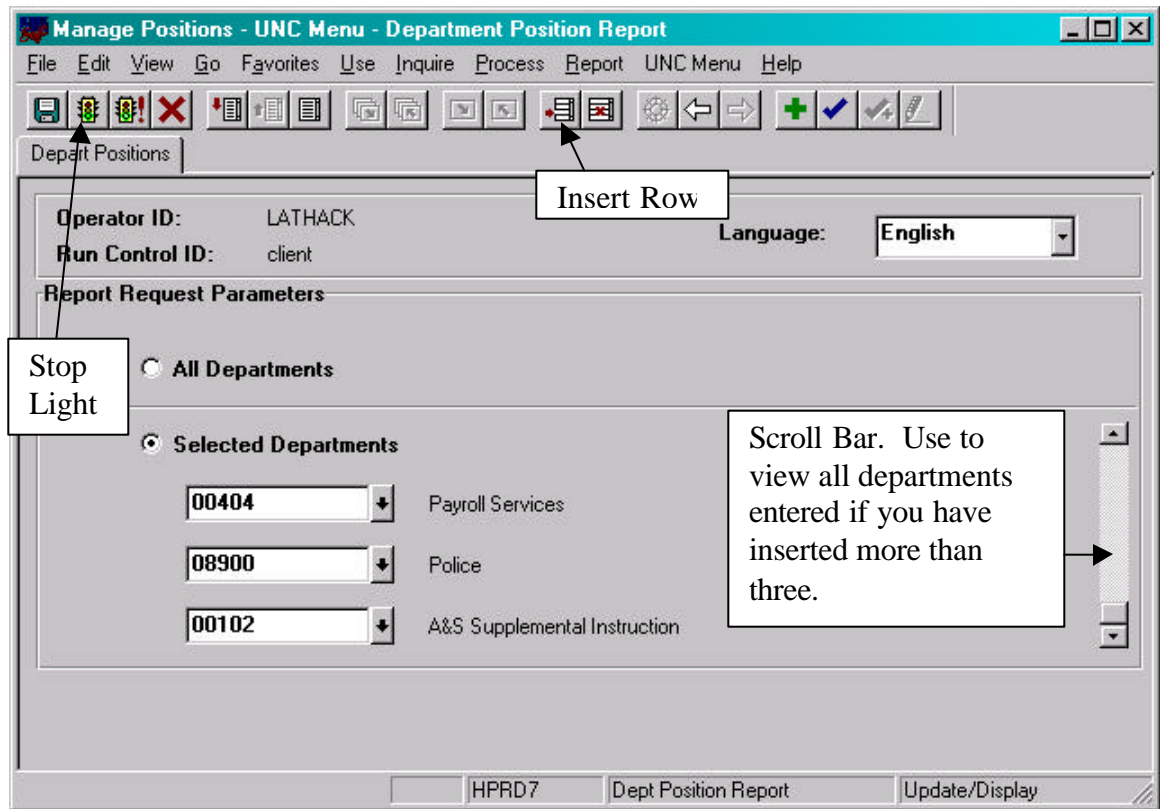 Manage Positions - UNC Menu - Department Position Report
File Edit View Go Favorites Use Inquire Process Report UNC Menu Help
Depart Positions
Insert Row
Operator ID: LATHACK
Language: English
Run Control ID: client
Report Request Parameters
Stop
Light
All Departments
Selected Departments
00404 Payroll Services
08900 Police
00102 A&S Supplemental Instruction
Scroll Bar. Use to
view all departments
entered if you have
inserted more than
three.
HPRD7 Dept Position Report Update/Display